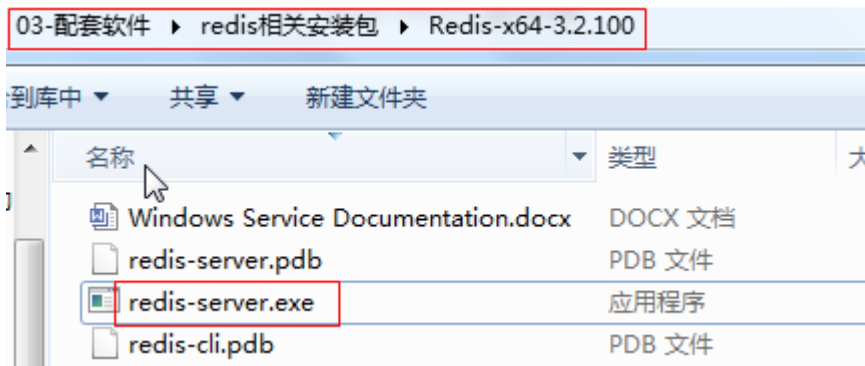 03-配套软件 ▸ redis相关安装包 ▸ Redis-x64-3.2.100
到库中 ▼ 共享 ▼ 新建文件夹
名称 类型
Windows Service Documentation.docx DOCX 文档
redis-server.pdb PDB 文件
redis-server.exe 应用程序
redis-cli.pdb PDB 文件